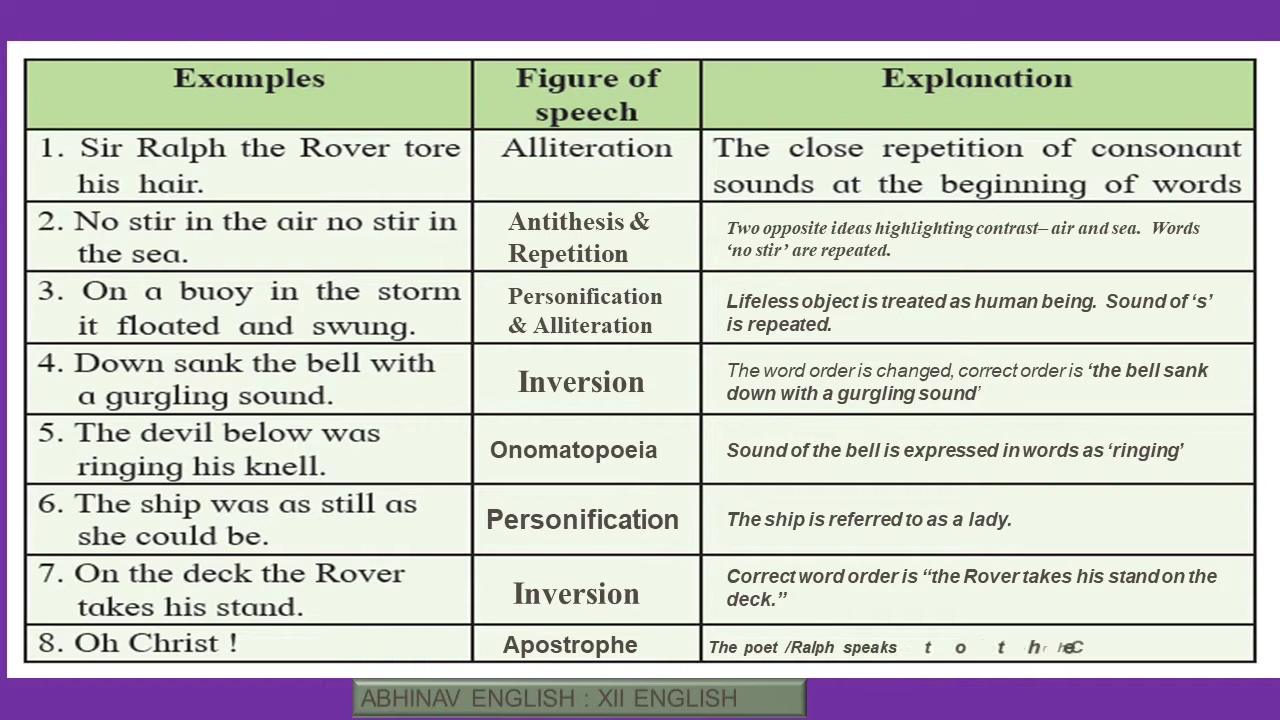 Examples
Figure of
speech
Explanation
1. Sir Ralph the Rover tore
his hair.
Alliteration
The close repetition of consonant
sounds at the beginning of words
2. No stir in the air no stir in
the sea.
Antithesis &
Repetition
Two opposite ideas highlighting contrast– air and sea. Words
‘no stir’ are repeated.
3. On a buoy in the storm
it floated and swung.
Personification
& Alliteration
Lifeless object is treated as human being. Sound of ‘s’
is repeated.
4. Down sank the bell with
a gurgling sound.
Inversion
The word order is changed, correct order is ‘the bell sank
down with a gurgling sound’
5. The devil below was
ringing his knell.
Onomatopoeia
Sound of the bell is expressed in words as ‘ringing’
6. The ship was as still as
she could be.
Personification
The ship is referred to as a lady.
7. On the deck the Rover
takes his stand.
Inversion
Correct word order is “the Rover takes his stand on the
deck.”
8. Oh Christ !
Apostrophe
The poet /Ralph speaks t o
ABHINAV ENGLISH : XII ENGLISH